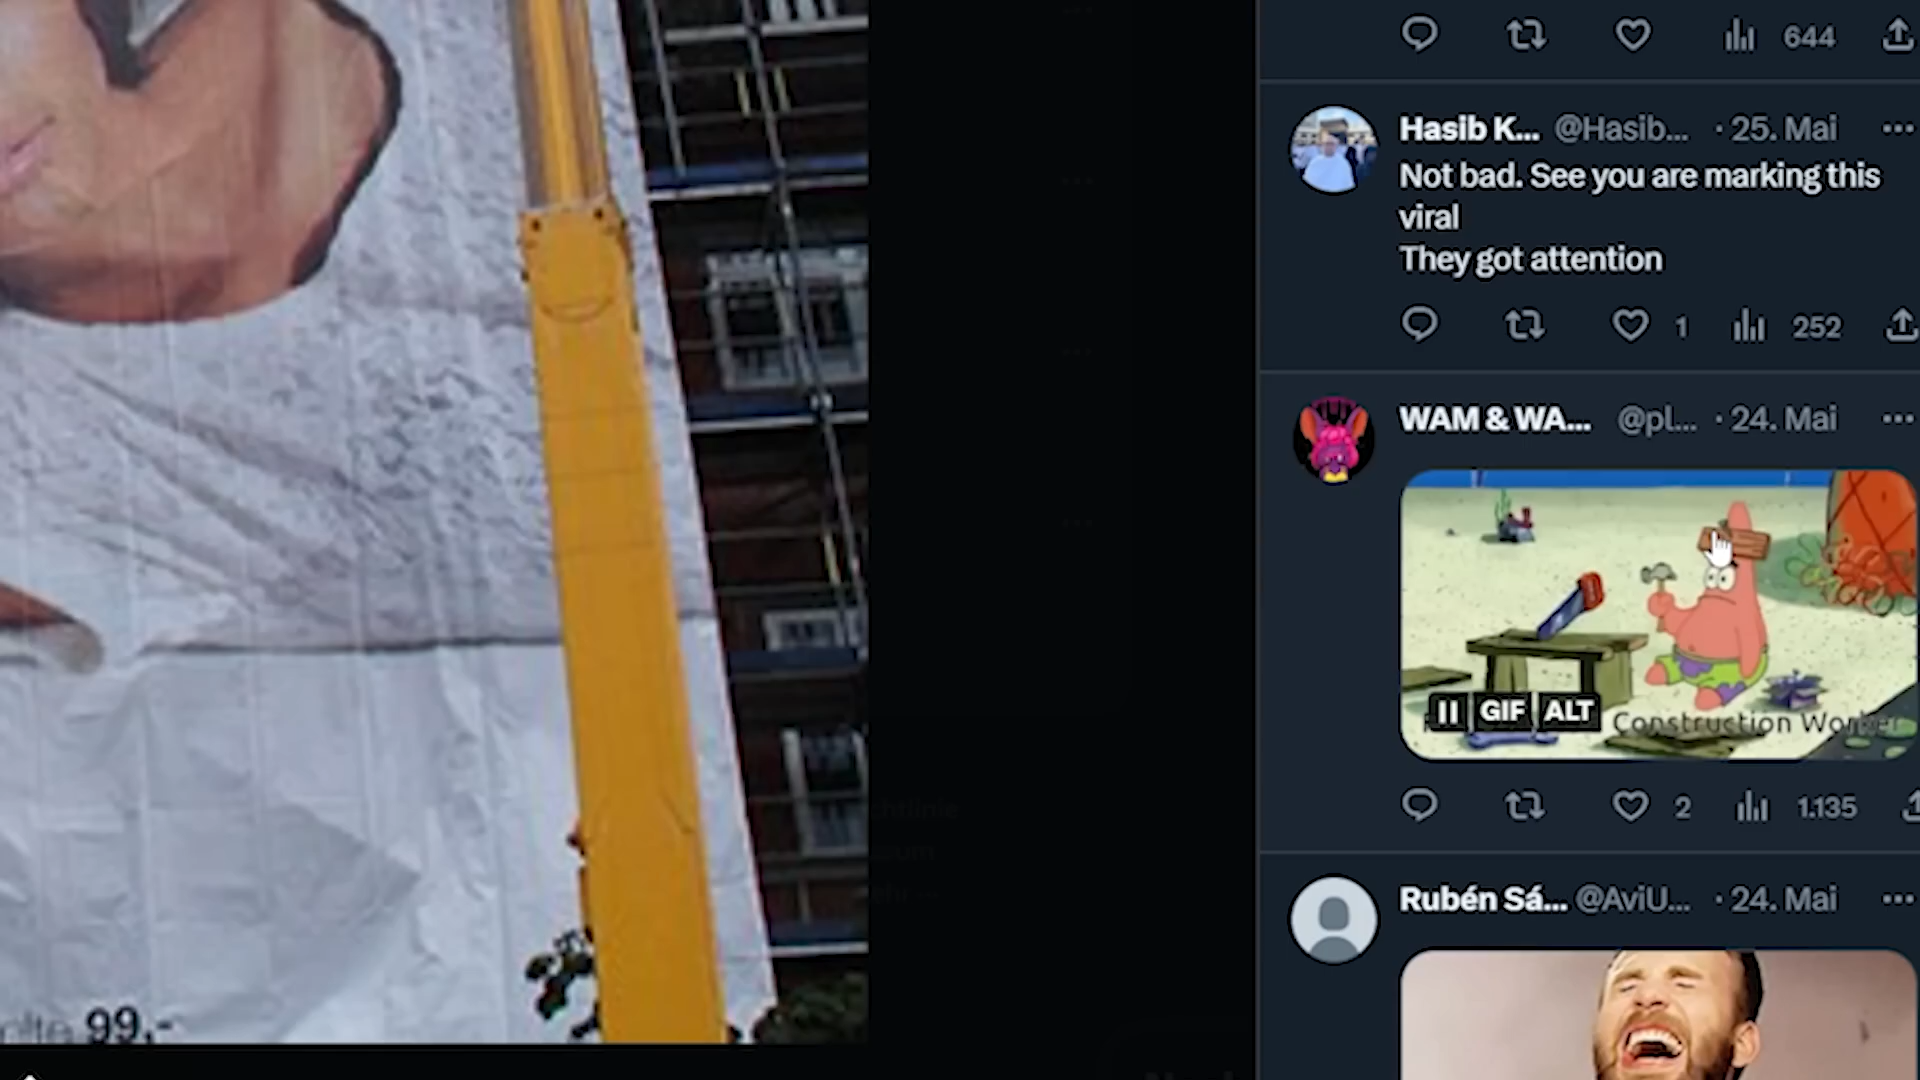 644
Hasib K... @Hasib... · 25. Mai
Not bad. See you are marking this
viral
They got attention
1 252
WAM & WA... @pl... · 24. Mai
GIF ALT Construction Worker
2 1.135
Rubén Sá... @AviU... · 24. Mai
99.-